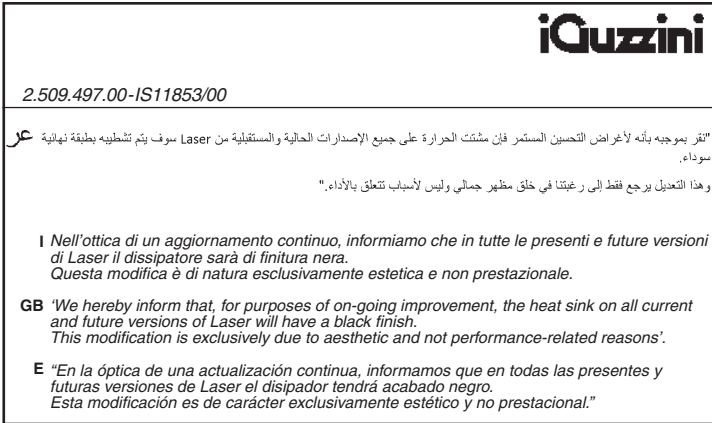 iGuzzini
2.509.497.00-IS11853/00
عر "نقر بموجبه بأنه لأغراض التحسين المستمر فإن مشتت الحرارة على جميع الإصدارات الحالية والمستقبلية من Laser سوف يتم تشطيبه بطبقة نهائية
سوداء.
وهذا التعديل يرجع فقط إلى رغبتنا في خلق مظهر جمالي وليس لأسباب تتعلق بالأداء."
I Nell'ottica di un aggiornamento continuo, informiamo che in tutte le presenti e future versioni
di Laser il dissipatore sarà di finitura nera.
Questa modifica è di natura esclusivamente estetica e non prestazionale.
GB 'We hereby inform that, for purposes of on-going improvement, the heat sink on all current
and future versions of Laser will have a black finish.
This modification is exclusively due to aesthetic and not performance-related reasons'.
E "En la óptica de una actualización continua, informamos que en todas las presentes y
futuras versiones de Laser el disipador tendrá acabado negro.
Esta modificación es de carácter exclusivamente estético y no prestacional."